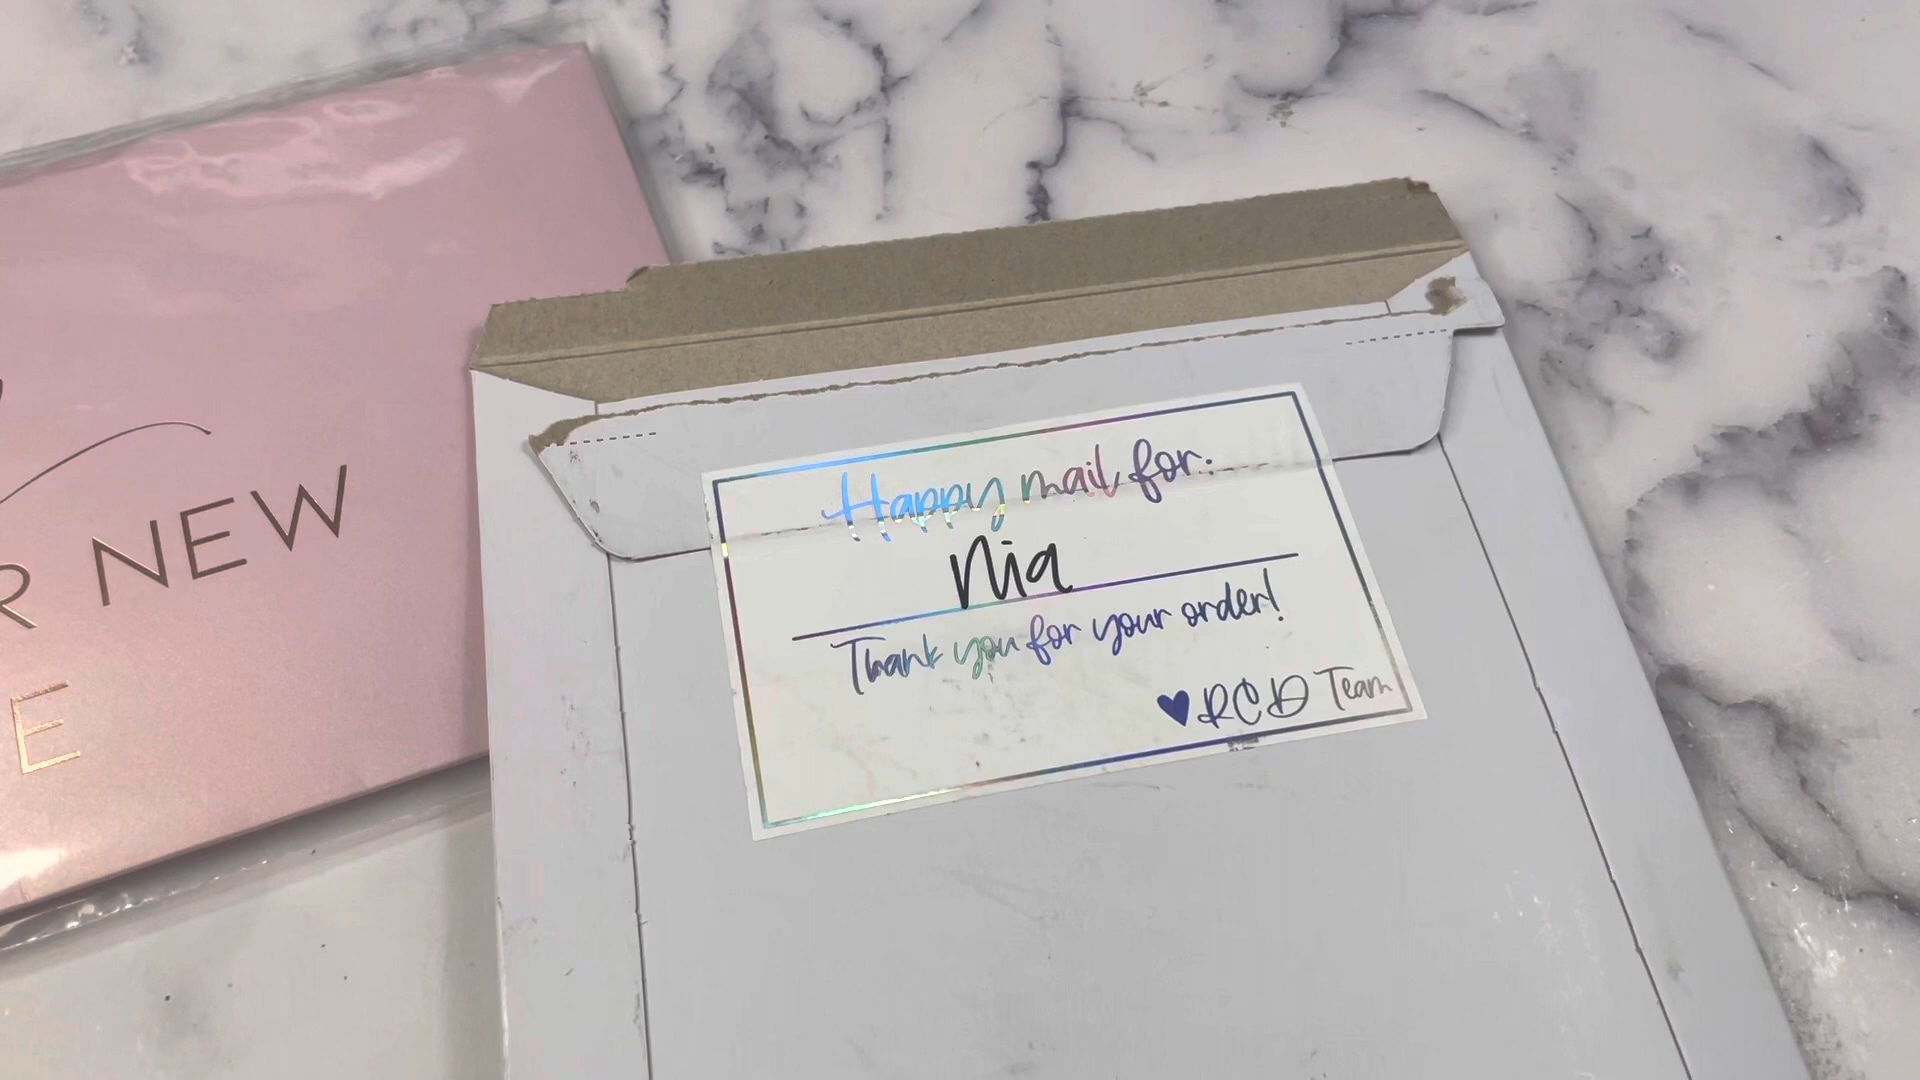 NEW
E
Happy mail for:
Nia
Thank you for your order!
RCD Team